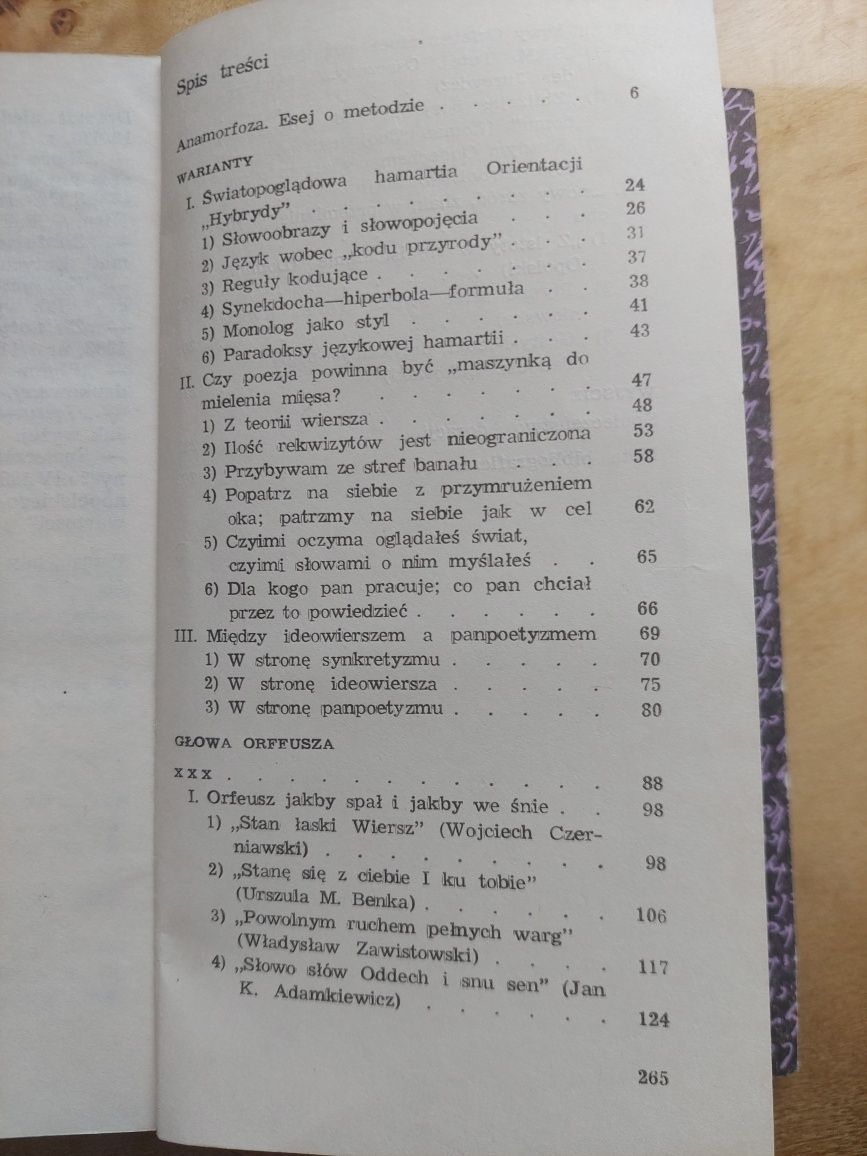 Spis treści
Anamorfoza. Esej o metodzie . . . . . 6
WARIANTY
I. Światopoglądowa hamartia Orientacji
„Hybrydy” . . . . . . . . 24
1) Słowoobrazy i słowopojęcia . . . 26
2) Język wobec „kodu przyrody” . . . 31
3) Reguły kodujące . . . . . . . 37
4) Synekdocha—hiperbola—formuła . . 38
5) Monolog jako styl . . . . . . 41
6) Paradoksy językowej hamartii . . . 43
II. Czy poezja powinna być „maszynką do
mielenia mięsa? . . . . . . . 47
1) Z teorii wiersza . . . . . . . 48
2) Ilość rekwizytów jest nieograniczona 53
3) Przybywam ze stref banału . . . 58
4) Popatrz na siebie z przymrużeniem
oka; patrzmy na siebie jak w cel 62
5) Czyimi oczyma oglądałeś świat,
czyimi słowami o nim myślałeś . . 65
6) Dla kogo pan pracuje; co pan chciał
przez to powiedzieć . . . . . . 66
III. Między ideowierszem a panpoetyzmem 69
1) W stronę synkretyzmu . . . . . 70
2) W stronę ideowiersza . . . . . 75
3) W stronę panpoetyzmu . . . . . 80
GŁOWA ORFEUSZA
x x x . . . . . . . . . . . . 88
I. Orfeusz jakby spał i jakby we śnie . . 98
1) „Stan łaski Wiersz” (Wojciech Czer-
niawski) . . . . . . . . . 98
2) „Stanę się z ciebie I ku tobie”
(Urszula M. Benka) . . . . . . 106
3) „Powolnym ruchem pełnych warg”
(Władysław Zawistowski) . . . . 117
4) „Słowo słów Oddech i snu sen” (Jan
K. Adamkiewicz) . . . . . . 124
265